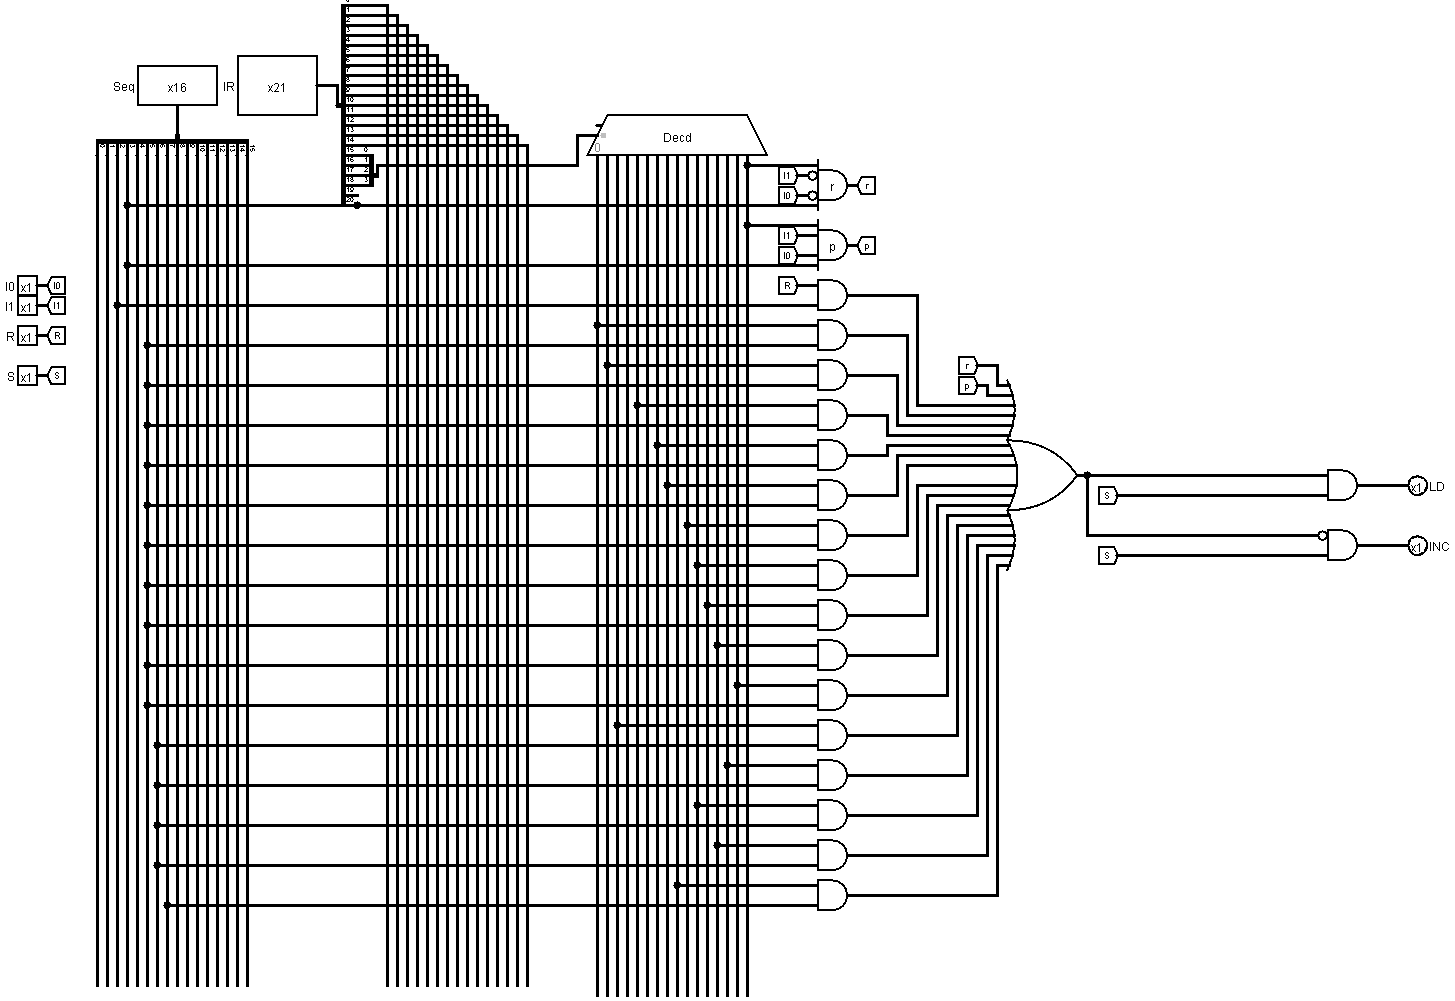 Seq x16
IR x21
0 1 2 3 4 5 6 7 8 9 10 11 12 13 14 15
1
2
3
4
5
6
7
8
9
10
11
12
13
14
15 0
16 1
17 2
18 3
19
20
Decd
0
I1
I0
r
r
I1
I0
p
p
R
I0 x1 I0
I1 x1 I1
R x1 R
S x1 S
r
p
S
x1 LD
S
x1 INC